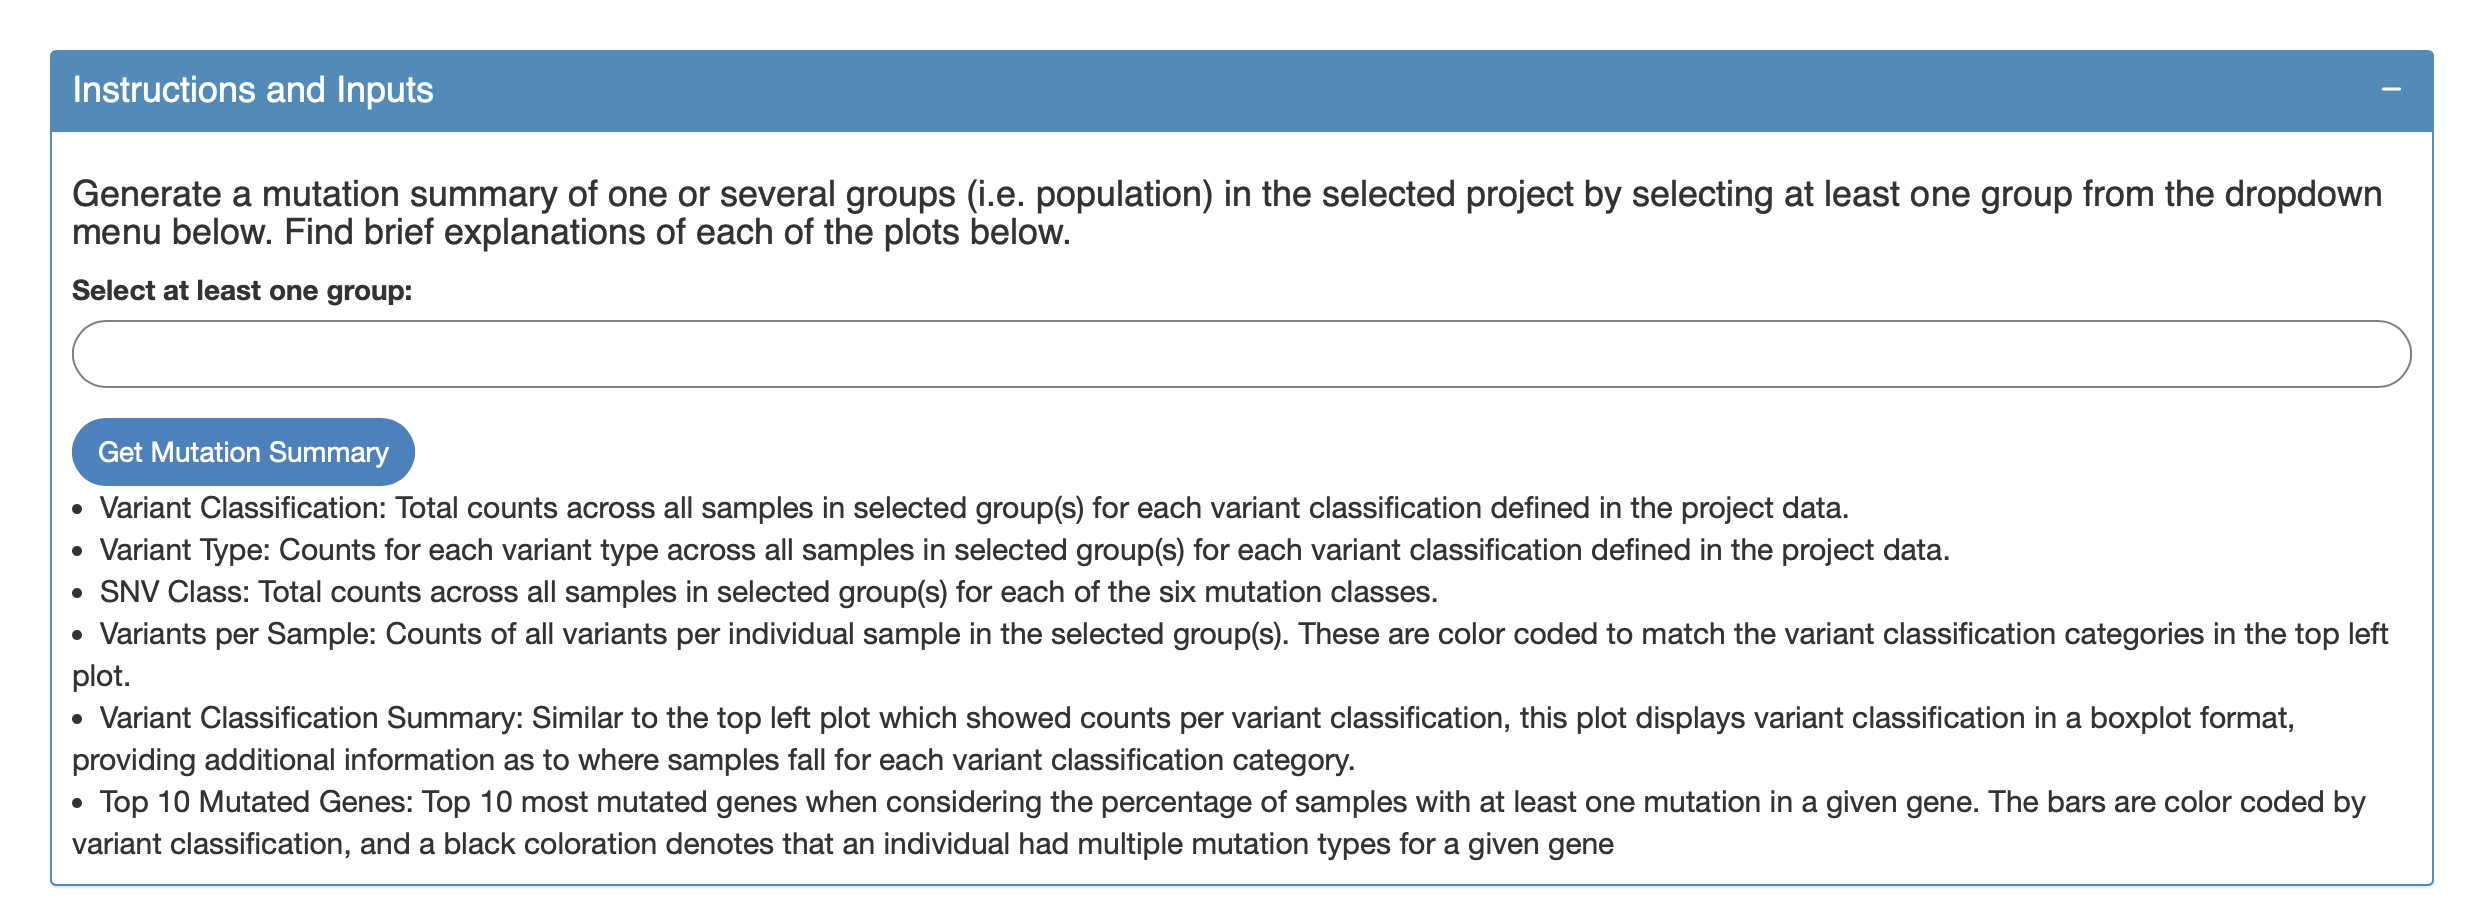 Instructions and Inputs
Generate a mutation summary of one or several groups (i.e. population) in the selected project by selecting at least one group from the dropdown
menu below. Find brief explanations of each of the plots below.
Select at least one group:
Get Mutation Summary
• Variant Classification: Total counts across all samples in selected group(s) for each variant classification defined in the project data.
• Variant Type: Counts for each variant type across all samples in selected group(s) for each variant classification defined in the project data.
• SNV Class: Total counts across all samples in selected group(s) for each of the six mutation classes.
• Variants per Sample: Counts of all variants per individual sample in the selected group(s). These are color coded to match the variant classification categories in the top left
plot.
• Variant Classification Summary: Similar to the top left plot which showed counts per variant classification, this plot displays variant classification in a boxplot format,
providing additional information as to where samples fall for each variant classification category.
• Top 10 Mutated Genes: Top 10 most mutated genes when considering the percentage of samples with at least one mutation in a given gene. The bars are color coded by
variant classification, and a black coloration denotes that an individual had multiple mutation types for a given gene